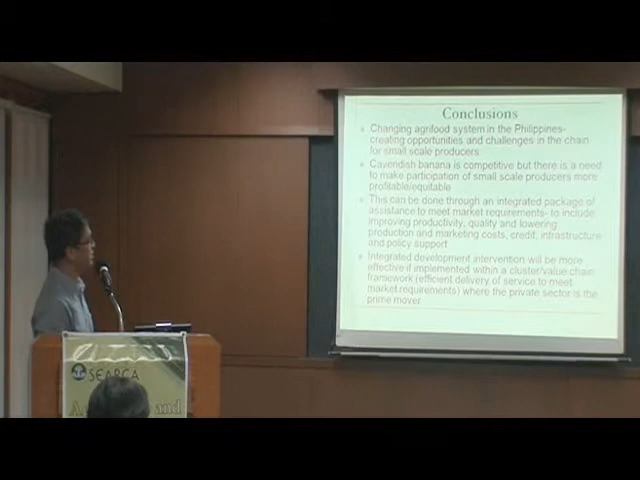 Conclusions
Changing agrifood system in the Philippines-
creating opportunities and challenges in the chain
for small scale producers
Cavendish banana is competitive but there is a need
to make participation of small scale producers more
profitable/equitable
This can be done through an integrated package of
assistance to meet market requirements- to include
improving productivity, quality and lowering
production and marketing costs, credit, infrastructure
and policy support
Integrated development intervention will be more
effective if implemented within a cluster/value chain
framework (efficient delivery of service to meet
market requirements) where the private sector is the
prime mover
SEARCA
A and